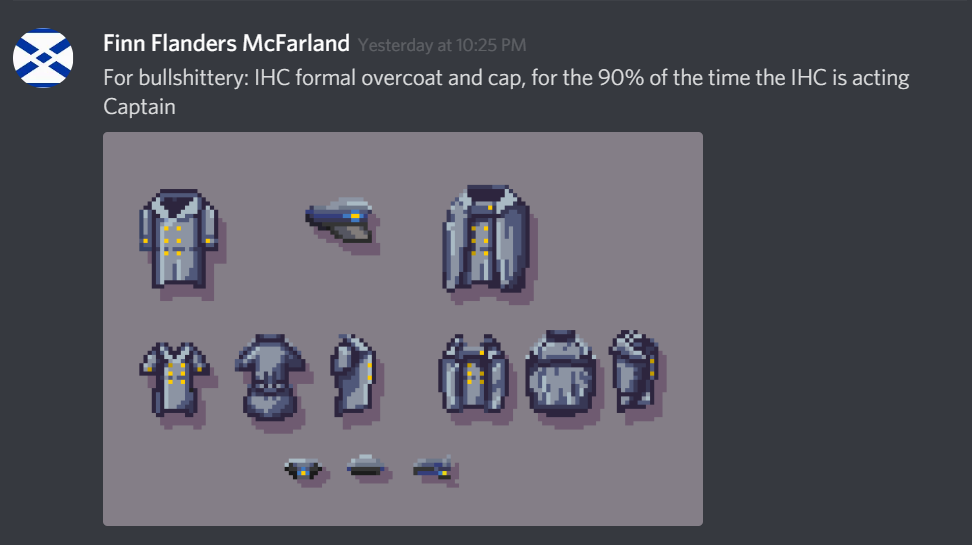 Finn Flanders McFarland Yesterday at 10:25 PM
For bullshittery: IHC formal overcoat and cap, for the 90% of the time the IHC is acting
Captain